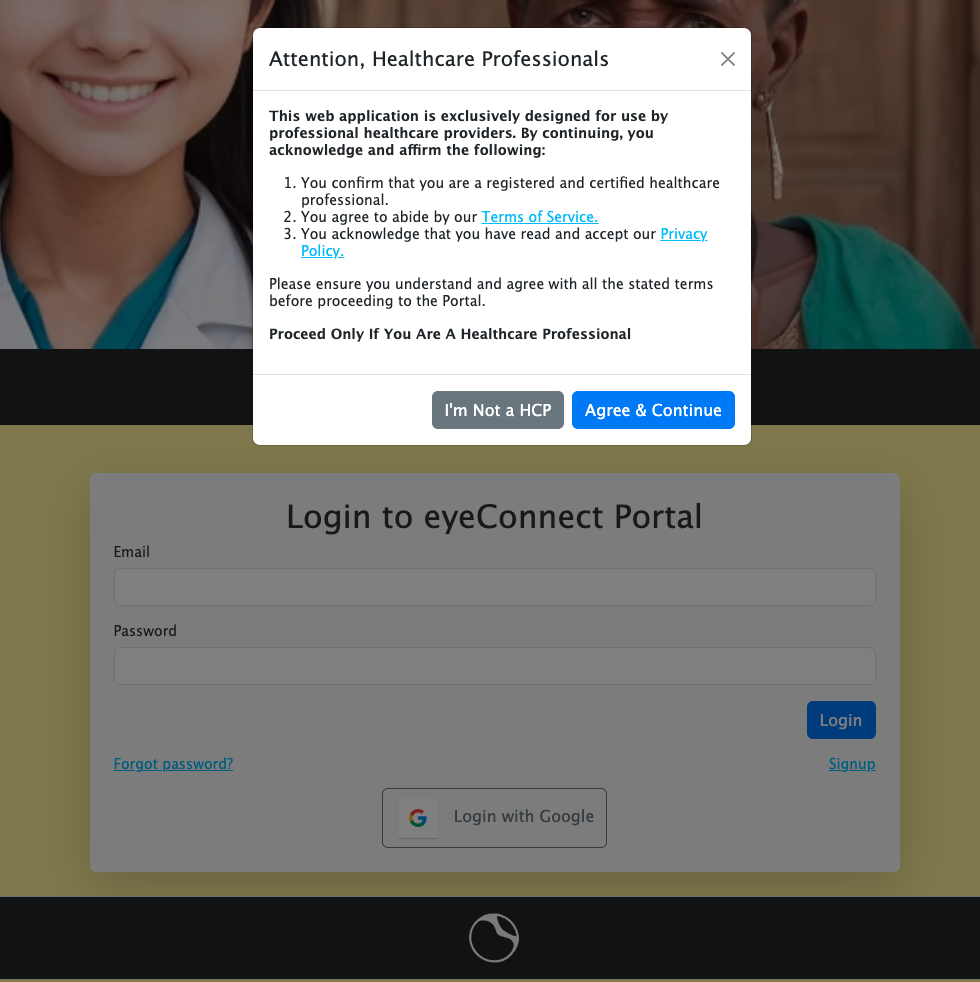 Attention, Healthcare Professionals
This web application is exclusively designed for use by
professional healthcare providers. By continuing, you
acknowledge and affirm the following:
1. You confirm that you are a registered and certified healthcare
professional.
2. You agree to abide by our Terms of Service.
3. You acknowledge that you have read and accept our Privacy
Policy.
Please ensure you understand and agree with all the stated terms
before proceeding to the Portal.
Proceed Only If You Are A Healthcare Professional
I'm Not a HCP Agree & Continue
Login to eyeConnect Portal
Email
Password
Login
Forgot password? Signup
Login with Google